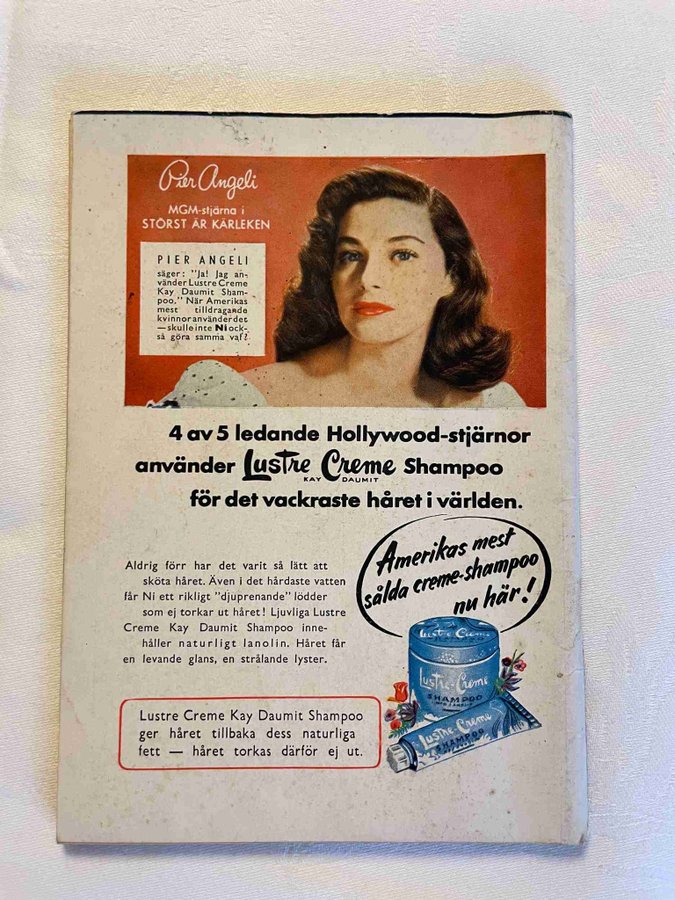 Pier Angeli
MGM-stjärna i
STÖRST ÄR KÄRLEKEN
PIER ANGELI
säger: "Ja! Jag an-
vänder Lustre Creme
Kay Daumit Sham-
poo." När Amerikas
mest tilldragande
kvinnor använder det
— skulle inte Ni ock-
så göra samma val?
4 av 5 ledande Hollywood-stjärnor
använder Lustre Creme Shampoo
KAY DAUMIT
för det vackraste håret i världen.
Aldrig förr har det varit så lätt att
sköta håret. Även i det hårdaste vatten
får Ni ett rikligt "djuprenande" lödder
som ej torkar ut håret! Ljuvliga Lustre
Creme Kay Daumit Shampoo inne-
håller naturligt lanolin. Håret får
en levande glans, en strålande lyster.
Amerikas mest
sålda creme-shampoo
nu här!
Lustre-Creme
Lustre-Creme
SHAMPOO
Lustre-Creme
SHAMPOO
Lustre Creme Kay Daumit Shampoo
ger håret tillbaka dess naturliga
fett — håret torkas därför ej ut.